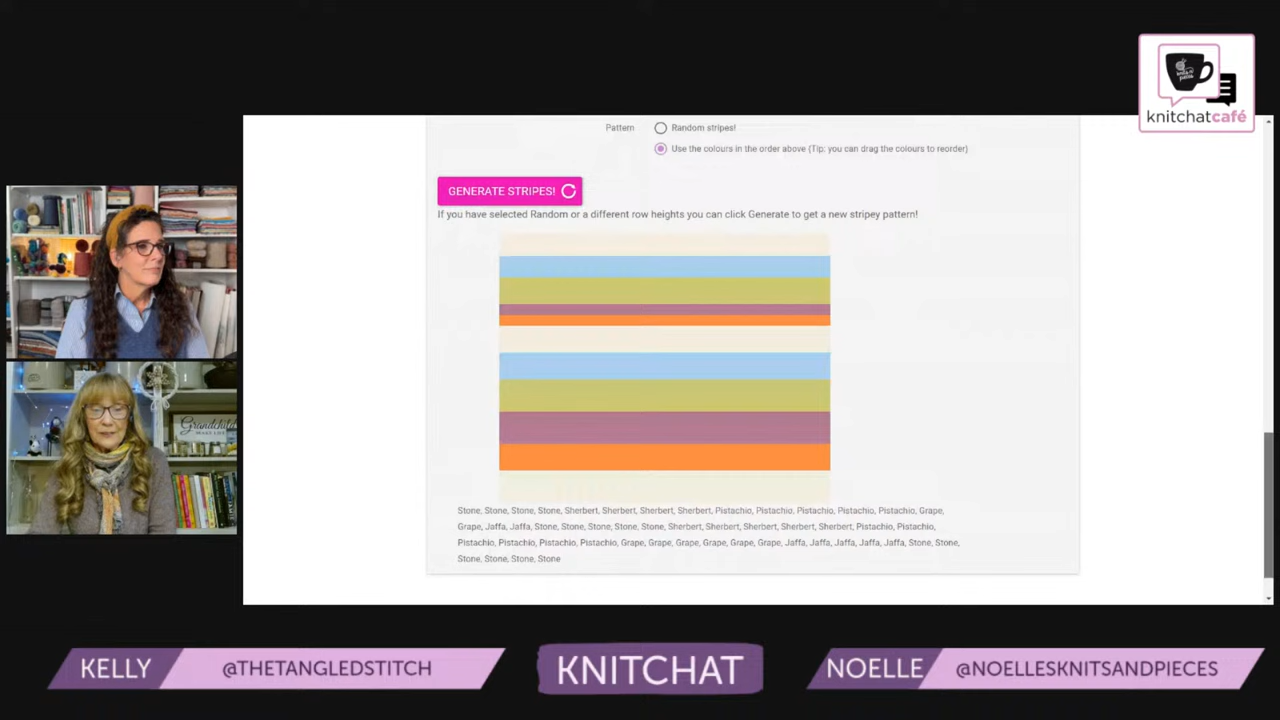 knitchatcafé
Pattern
Random stripes!
Use the colours in the order above (Tip: you can drag the colours to reorder)
GENERATE STRIPES!
If you have selected Random or a different row heights you can click Generate to get a new stripey pattern!
Stone, Stone, Stone, Stone, Sherbert, Sherbert, Sherbert, Sherbert, Pistachio, Pistachio, Pistachio, Pistachio, Pistachio, Grape,
Grape, Jaffa, Jaffa, Stone, Stone, Stone, Stone, Stone, Sherbert, Sherbert, Sherbert, Sherbert, Sherbert, Pistachio, Pistachio,
Pistachio, Pistachio, Pistachio, Pistachio, Grape, Grape, Grape, Grape, Grape, Grape, Jaffa, Jaffa, Jaffa, Jaffa, Jaffa, Stone, Stone,
Stone, Stone, Stone, Stone
KELLY
@THETANGLEDSTITCH
KNITCHAT
NOELLE
@NOELLESKNITSANDPIECES